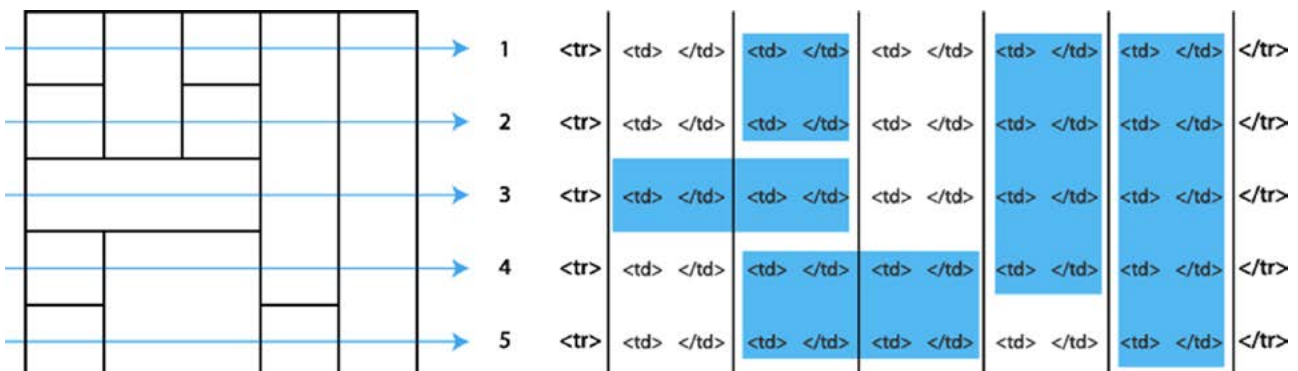 1 <tr> <td> </td> <td> </td> <td> </td> <td> </td> <td> </td> </tr>
2 <tr> <td> </td> <td> </td> <td> </td> <td> </td> <td> </td> </tr>
3 <tr> <td> </td> <td> </td> <td> </td> <td> </td> <td> </td> </tr>
4 <tr> <td> </td> <td> </td> <td> </td> <td> </td> <td> </td> </tr>
5 <tr> <td> </td> <td> </td> <td> </td> <td> </td> <td> </td> </tr>